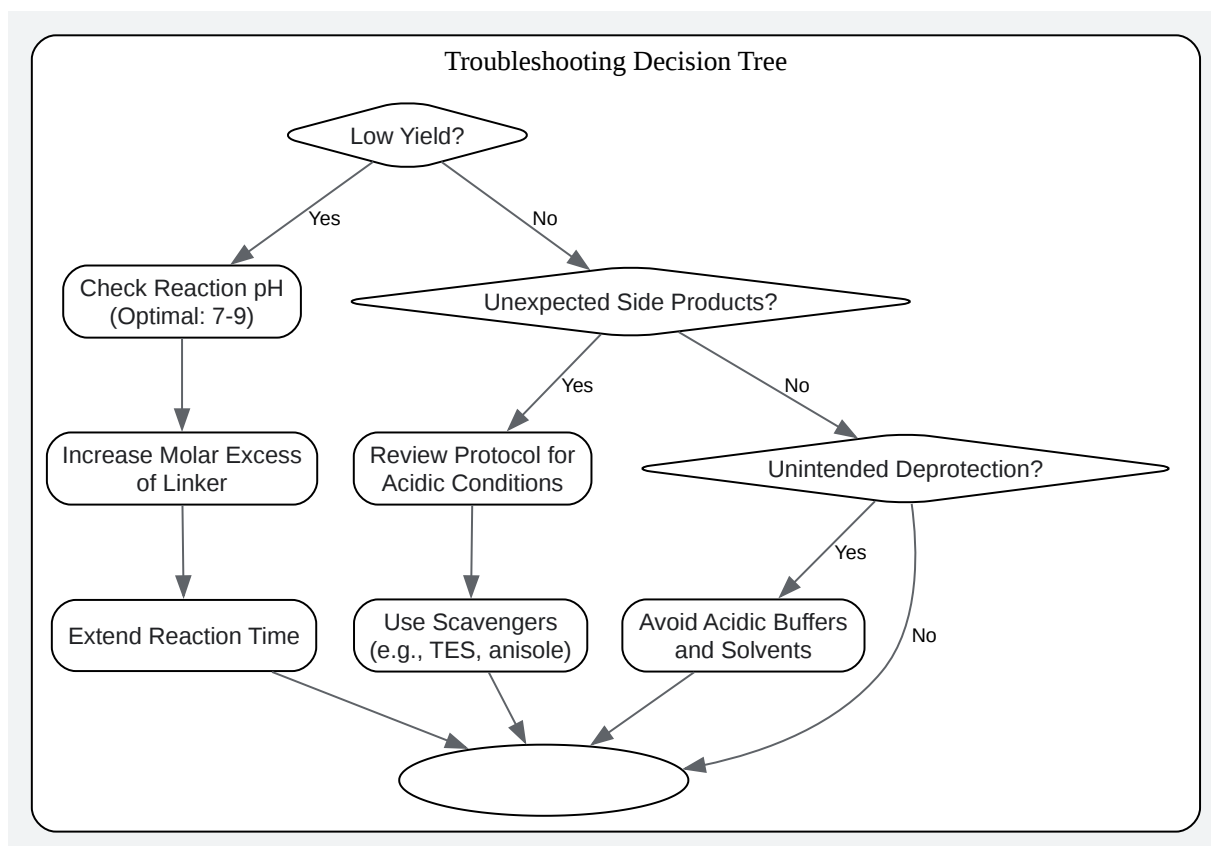 Troubleshooting Decision Tree
Low Yield?
Yes
No
Check Reaction pH
(Optimal: 7-9)
Unexpected Side Products?
Yes
No
Increase Molar Excess
of Linker
Review Protocol for
Acidic Conditions
Unintended Deprotection?
Yes
No
Extend Reaction Time
Use Scavengers
(e.g., TES, anisole)
Avoid Acidic Buffers
and Solvents